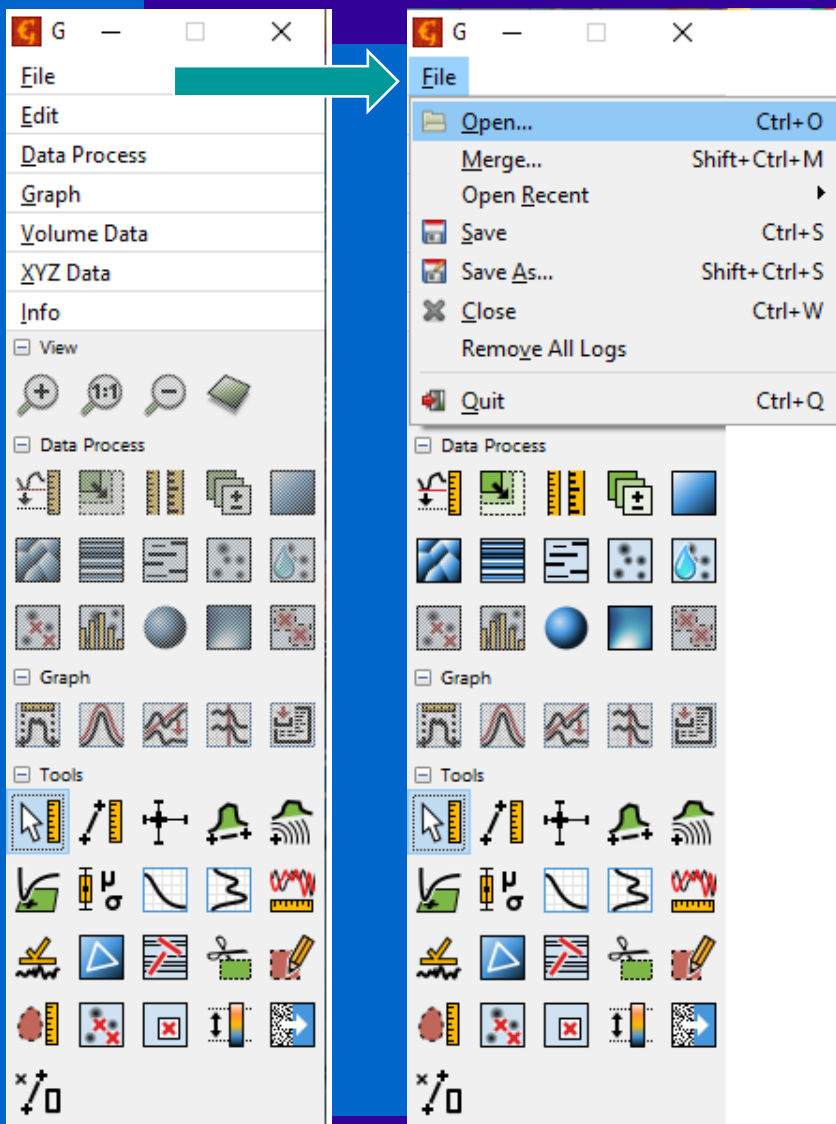 G
File
Edit
Data Process
Graph
Volume Data
XYZ Data
Info
View
1:1
Data Process
Graph
Tools
μ
σ
G
File
Open... Ctrl+O
Merge... Shift+Ctrl+M
Open Recent
Save Ctrl+S
Save As... Shift+Ctrl+S
Close Ctrl+W
Remove All Logs
Quit Ctrl+Q
Data Process
Graph
Tools
μ
σ